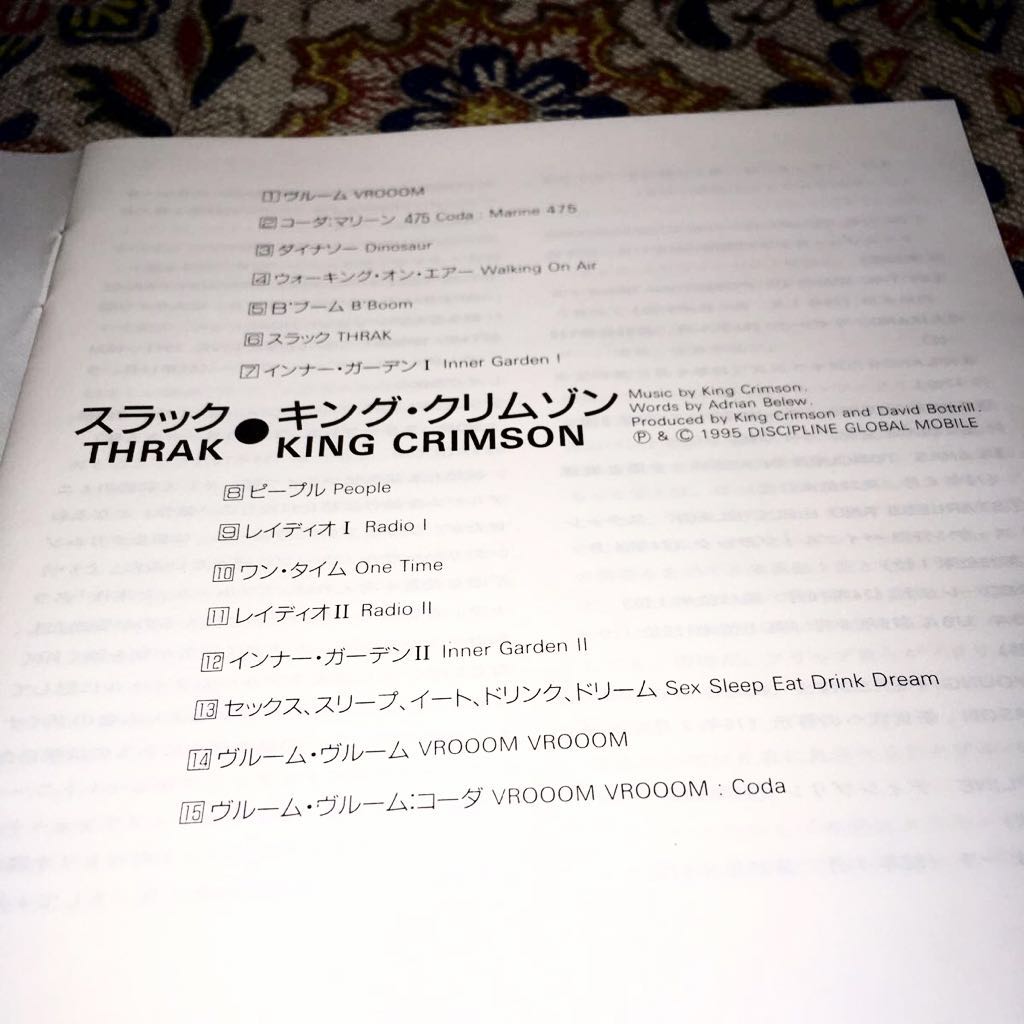 1 ヴルーム VROOOM
2 コーダ:マリーン 475 Coda : Marine 475
3 ダイナソー Dinosaur
4 ウォーキング・オン・エアー Walking On Air
5 B'ブーム B'Boom
6 スラック THRAK
7 インナー・ガーデン I Inner Garden I
スラック●キング・クリムゾン
THRAK KING CRIMSON
Music by King Crimson.
Words by Adrian Belew.
Produced by King Crimson and David Bottrill.
Ⓟ & © 1995 DISCIPLINE GLOBAL MOBILE
8 ピープル People
9 レイディオ I Radio I
10 ワン・タイム One Time
11 レイディオ II Radio II
12 インナー・ガーデン II Inner Garden II
13 セックス、スリープ、イート、ドリンク、ドリーム Sex Sleep Eat Drink Dream
14 ヴルーム・ヴルーム VROOOM VROOOM
15 ヴルーム・ヴルーム:コーダ VROOOM VROOOM : Coda